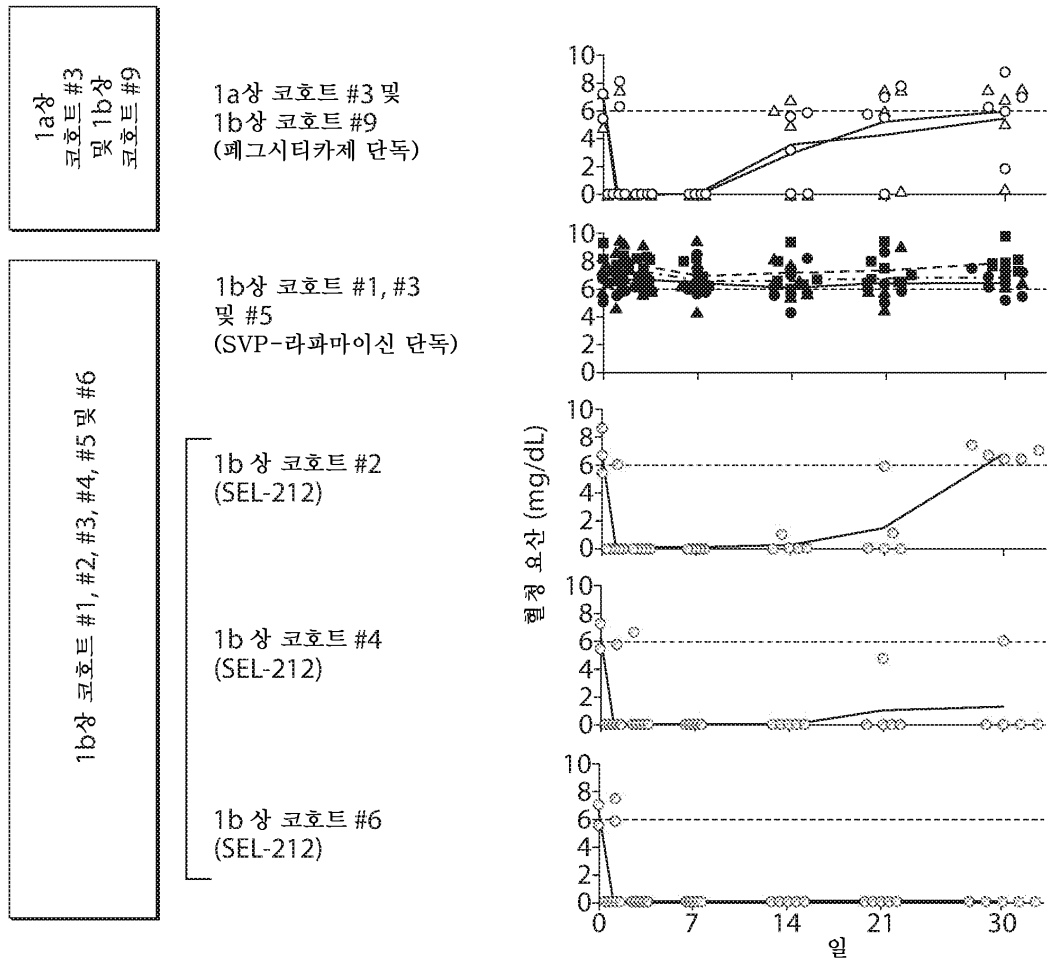 1a상
코호트 #3
및 1b상
코호트 #9
1a상 코호트 #3 및
1b상 코호트 #9
(페그시티카제 단독)
10
8
6
4
2
0
1b상 코호트 #1, #2, #3, #4, #5 및 #6
1b상 코호트 #1, #3
및 #5
(SVP-라파마이신 단독)
10
8
6
4
2
0
1b 상 코호트 #2
(SEL-212)
10
8
6
4
2
0
혈청 요산 (mg/dL)
1b 상 코호트 #4
(SEL-212)
10
8
6
4
2
0
1b 상 코호트 #6
(SEL-212)
10
8
6
4
2
0
0 7 14 21 30
일